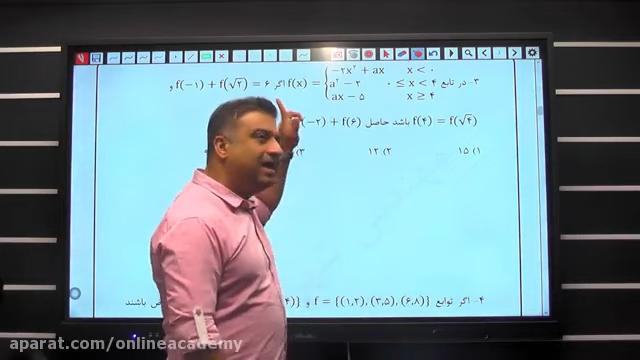 ۳- در تابع f(x) = { −۲x² + ax x < ۰
a² − ۲ ۰ ≤ x < ۴
ax − ۵ x ≥ ۴ اگر f(−۱) + f(√۲) = ۶ و
f(۴) = f(√۴) باشد حاصل (−۲) + f(۶)
۱) ۱۵ ۲) ۱۲ ۳)
۴- اگر توابع f = {(۱,۲), (۳,۵), (۶,۸)} و باشند
aparat.com/onlineacademy